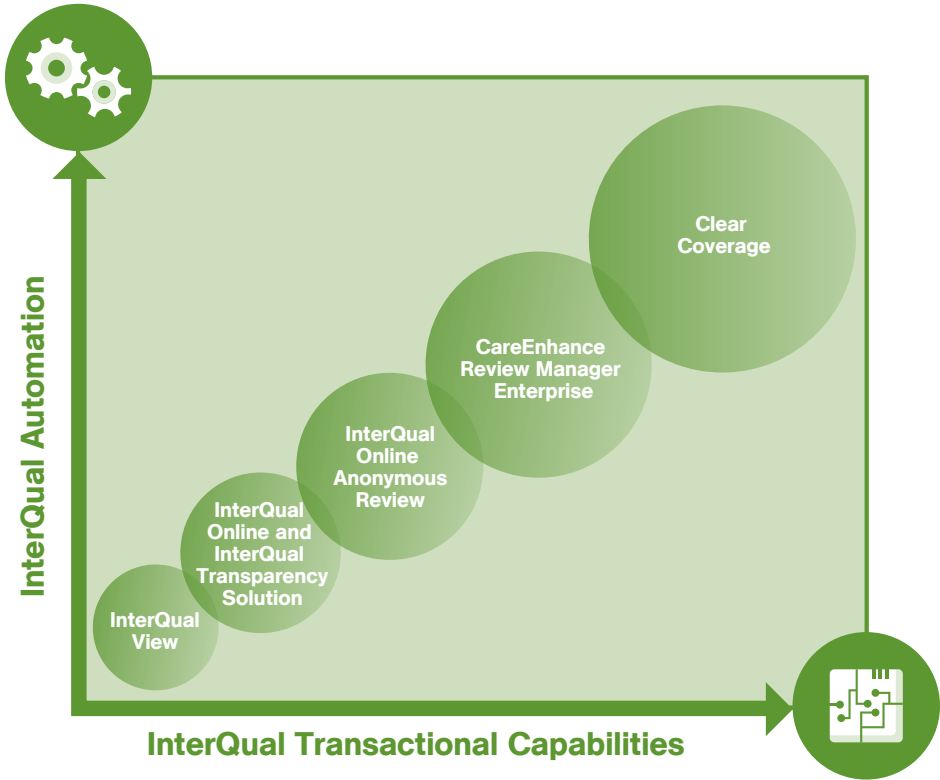 Clear
Coverage
CareEnhance
Review Manager
Enterprise
InterQual
Online
Anonymous
Review
InterQual
Online and
InterQual
Transparency
Solution
InterQual
View
InterQual Automation
InterQual Transactional Capabilities